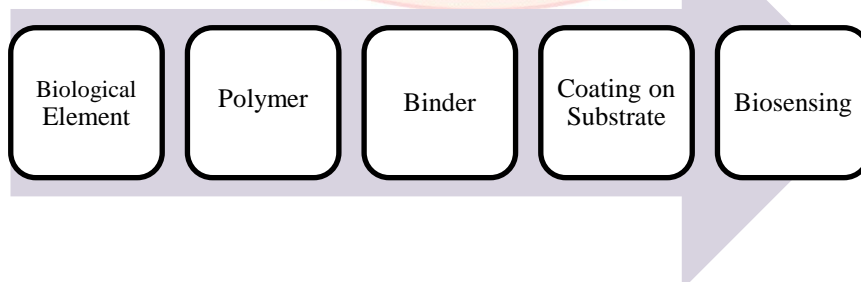 Biological
Element
Polymer
Binder
Coating on
Substrate
Biosensing